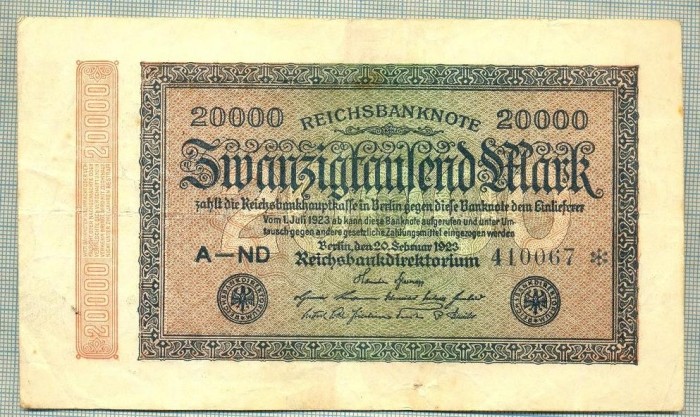 20000 REICHSBANKNOTE 20000
Zwanzigtausend Mark
zahlt die Reichsbankhauptkasse in Berlin gegen diese Banknote dem Einlieferer
Vom 1. Juli 1923 ab kann diese Banknote aufgerufen und unter Um-
tausch gegen andere gesetzliche Zahlungsmittel eingezogen werden
Berlin, den 20. Februar 1923
A—ND Reichsbankdirektorium 410067 *
20000
20000